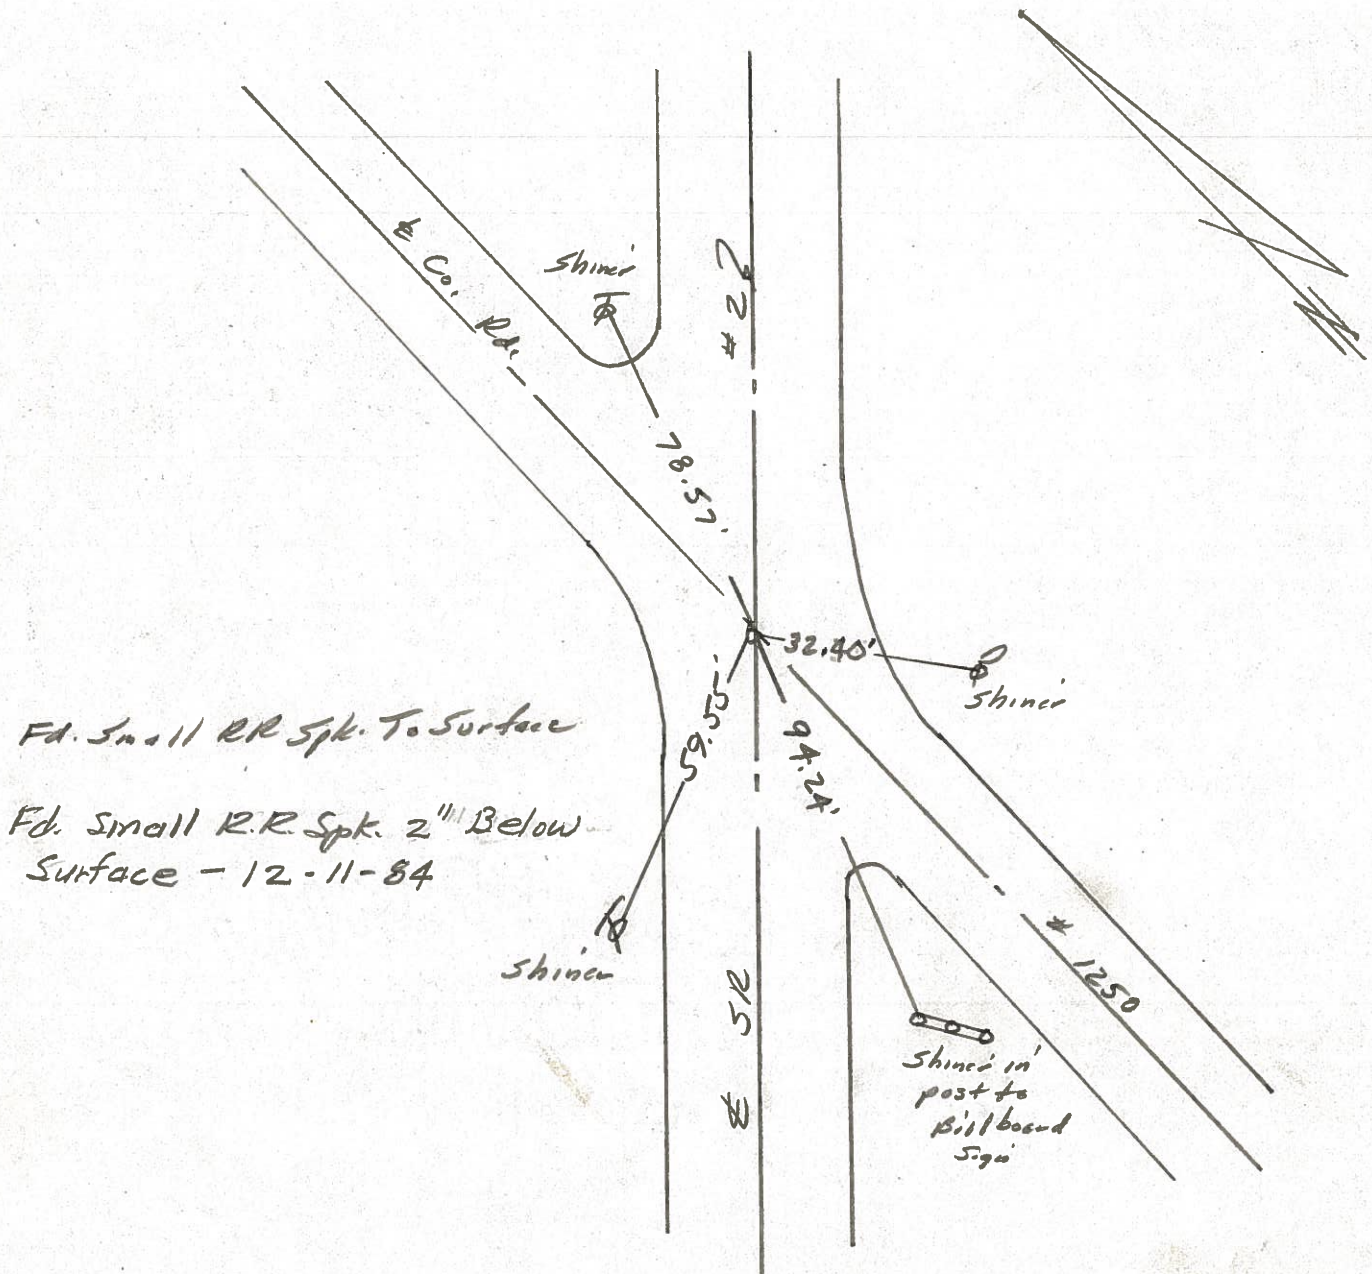 Shiner
℄ Co. Rd.
# 22
78.57'
32.40'
Shiner
59.55'
94.24'
Fd. Small RR Spk. To Surface
Fd. Small R.R. Spk. 2" Below
Surface - 12-11-84
Shiner
℄ SR
# 1250
Shiner in
post to
Billboard
Sign